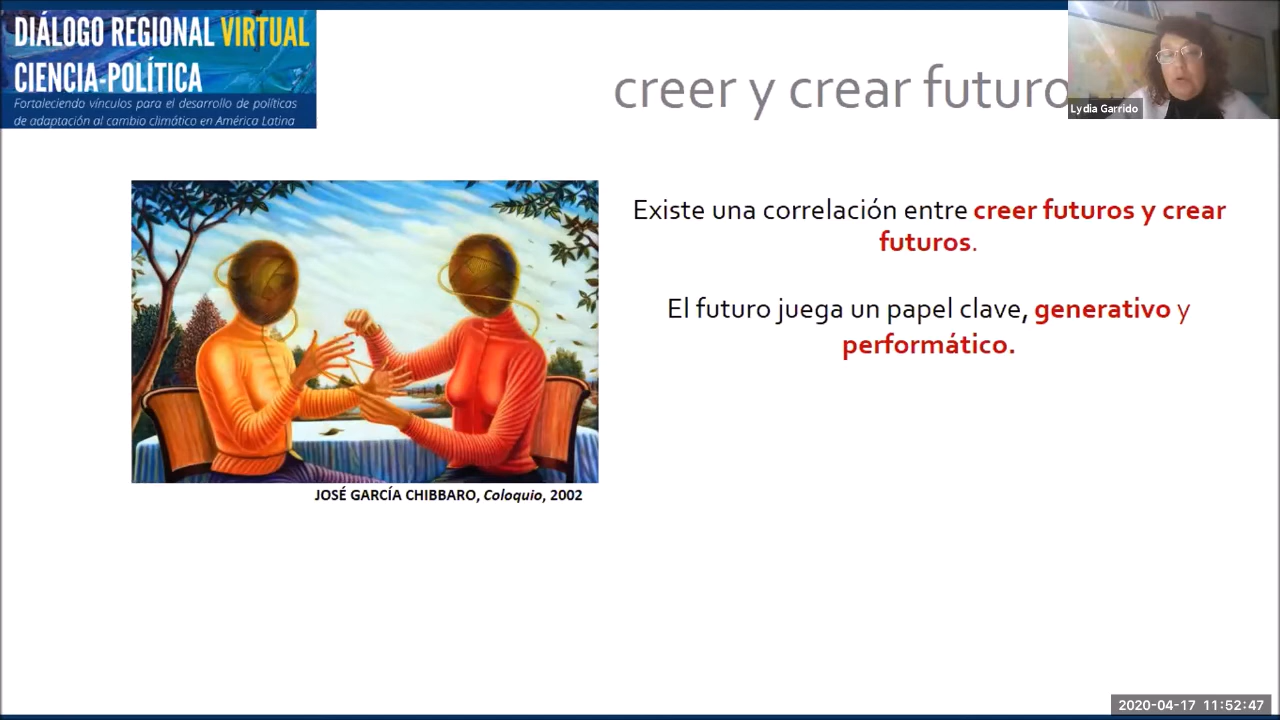 DIÁLOGO REGIONAL VIRTUAL
CIENCIA-POLÍTICA
Fortaleciendo vínculos para el desarrollo de políticas
de adaptación al cambio climático en América Latina
creer y crear futuro
Lydia Garrido
Existe una correlación entre creer futuros y crear
futuros.
El futuro juega un papel clave, generativo y
performático.
JOSÉ GARCÍA CHIBBARO, Coloquio, 2002
2020-04-17 11:52:47